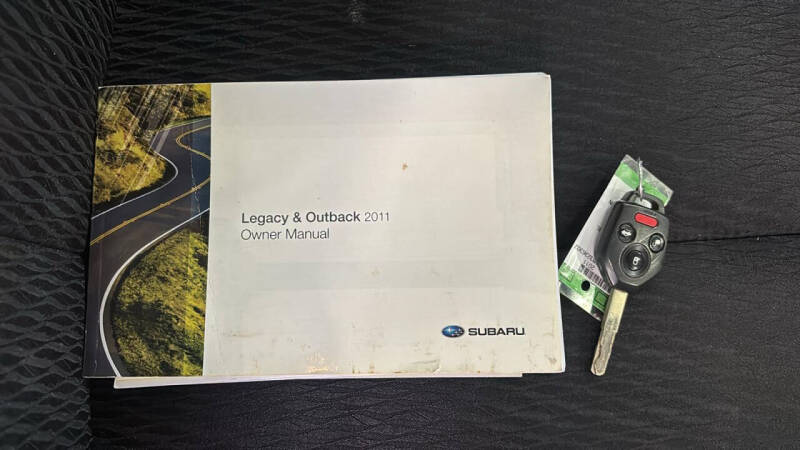 Legacy & Outback 2011
Owner Manual
SUBARU